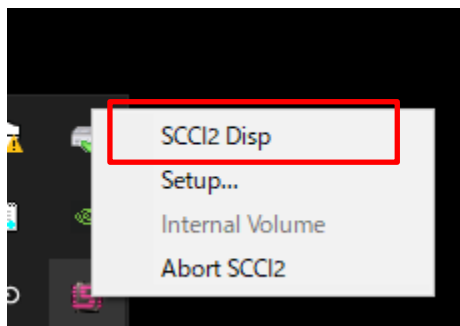 SCCI2 Disp
Setup...
Internal Volume
Abort SCCI2